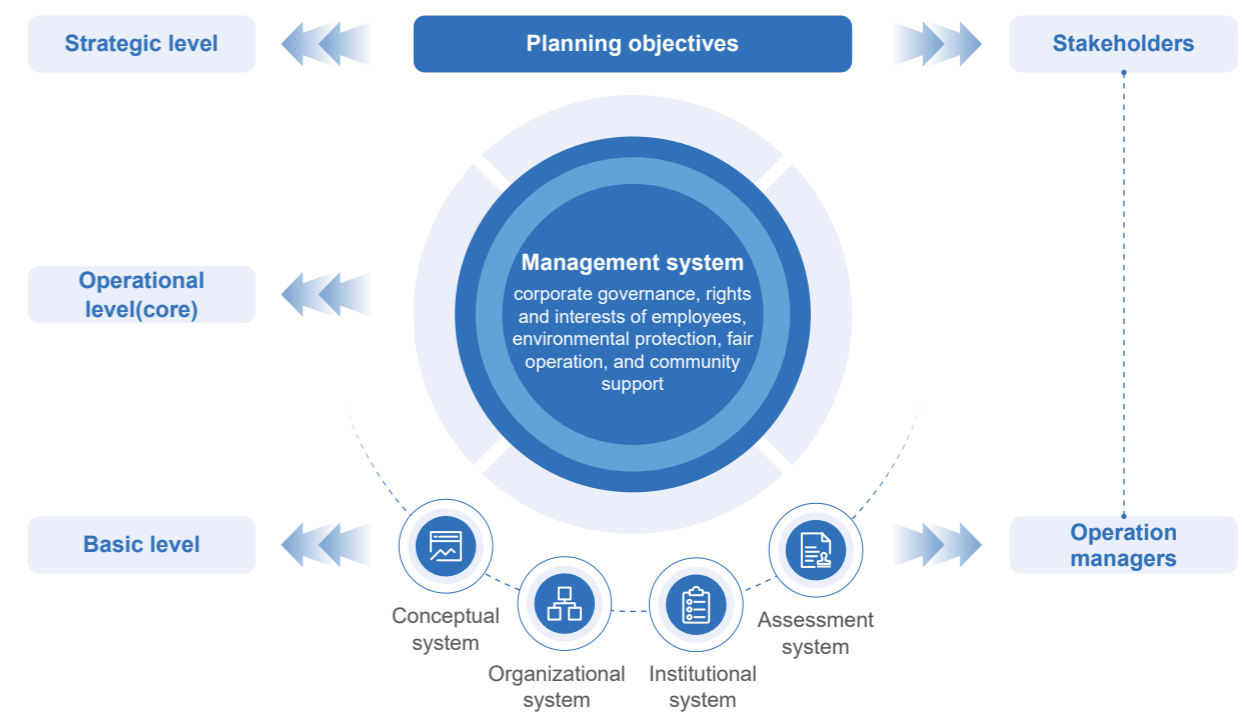 Strategic level
Planning objectives
Stakeholders
Management system
corporate governance, rights
and interests of employees,
environmental protection, fair
operation, and community
support
Operational
level(core)
Basic level
Operation
managers
Conceptual
system
Organizational
system
Institutional
system
Assessment
system